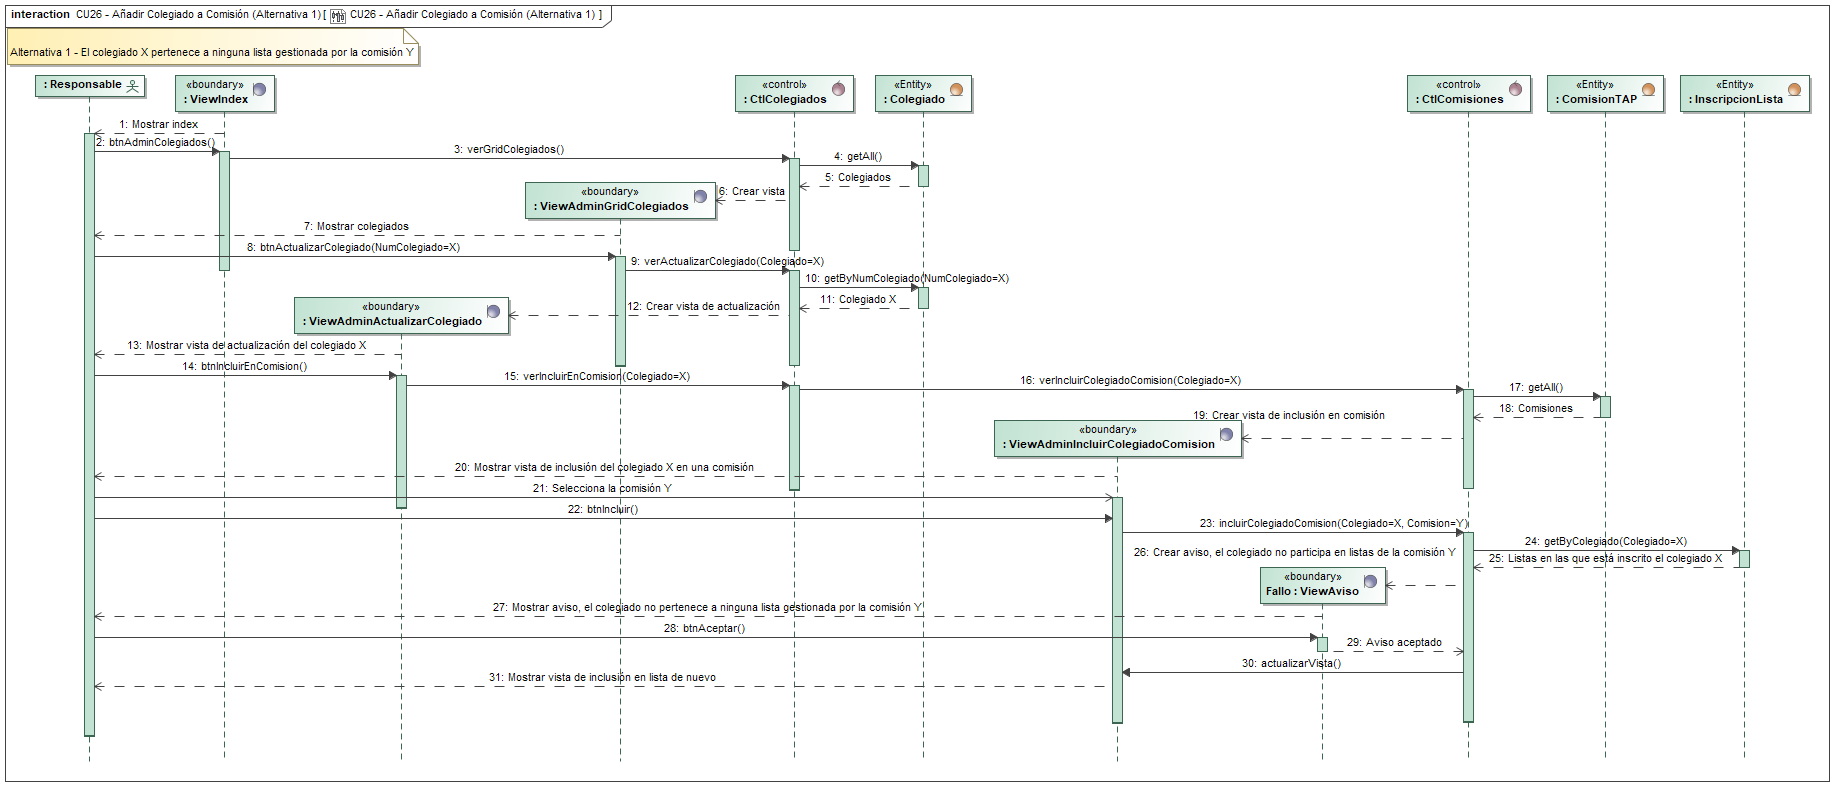 interaction CU26 - Añadir Colegiado a Comisión (Alternativa 1) [ CU26 - Añadir Colegiado a Comisión (Alternativa 1) ]
Alternativa 1 - El colegiado X pertenece a ninguna lista gestionada por la comisión Y
: Responsable
«boundary»
: ViewIndex
«control»
: CtlColegiados
«Entity»
: Colegiado
«control»
: CtlComisiones
«Entity»
: ComisionTAP
«Entity»
: InscripcionLista
1: Mostrar index
2: btnAdminColegiados()
3: verGridColegiados()
4: getAll()
5: Colegiados
6: Crear vista
«boundary»
: ViewAdminGridColegiados
7: Mostrar colegiados
8: btnActualizarColegiado(NumColegiado=X)
9: verActualizarColegiado(Colegiado=X)
10: getByNumColegiado(NumColegiado=X)
11: Colegiado X
12: Crear vista de actualización
«boundary»
: ViewAdminActualizarColegiado
13: Mostrar vista de actualización del colegiado X
14: btnIncluirEnComision()
15: verIncluirEnComision(Colegiado=X)
16: verIncluirColegiadoComision(Colegiado=X)
17: getAll()
18: Comisiones
19: Crear vista de inclusión en comisión
«boundary»
: ViewAdminIncluirColegiadoComision
20: Mostrar vista de inclusión del colegiado X en una comisión
21: Selecciona la comisión Y
22: btnIncluir()
23: incluirColegiadoComision(Colegiado=X, Comision=Y)
24: getByColegiado(Colegiado=X)
25: Listas en las que está inscrito el colegiado X
26: Crear aviso, el colegiado no participa en listas de la comisión Y
«boundary»
Fallo : ViewAviso
27: Mostrar aviso, el colegiado no pertenece a ninguna lista gestionada por la comisión Y
28: btnAceptar()
29: Aviso aceptado
30: actualizarVista()
31: Mostrar vista de inclusión en lista de nuevo